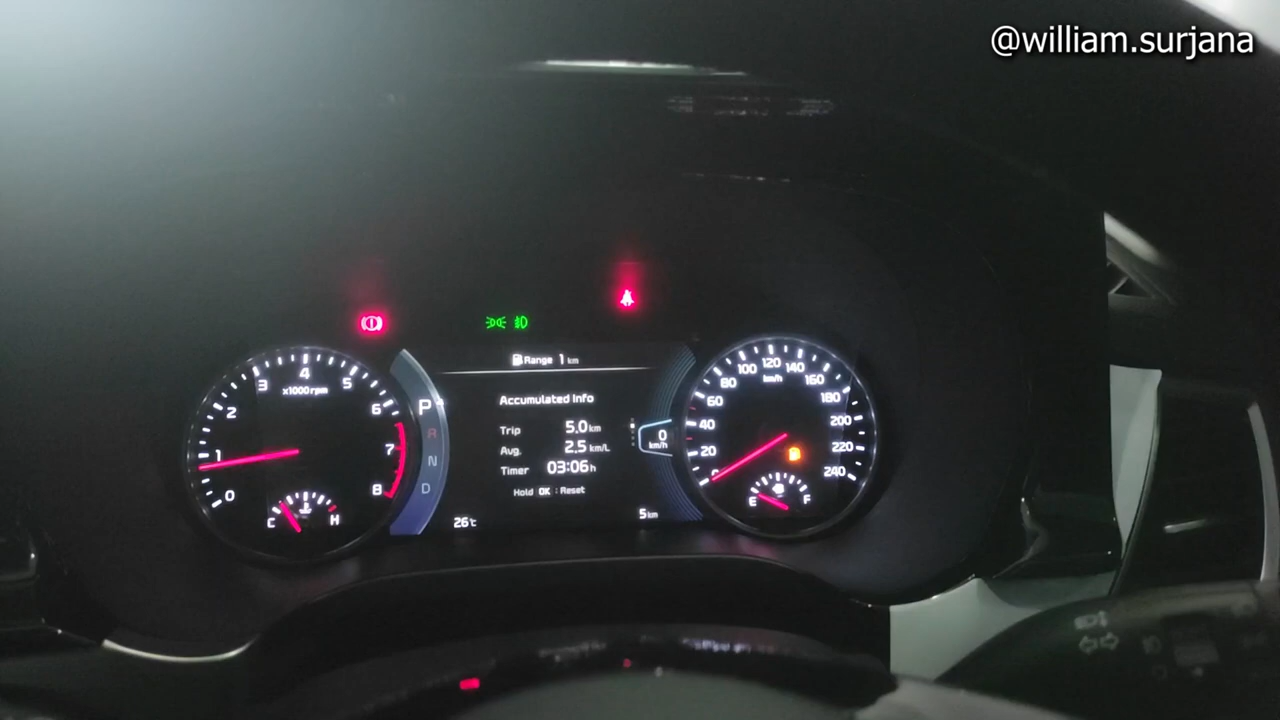 @william.surjana
Range 1 km
Accumulated Info
Trip 5.0 km
Avg. 2.5 km/L
Timer 03:06 h
Hold OK : Reset
26℃
5 km
0
km/h
P
R
N
D
0 1 2 3 4 5 6 7 8
x1000rpm
C H
0 20 40 60 80 100 120 140 160 180 200 220 240
km/h
E F